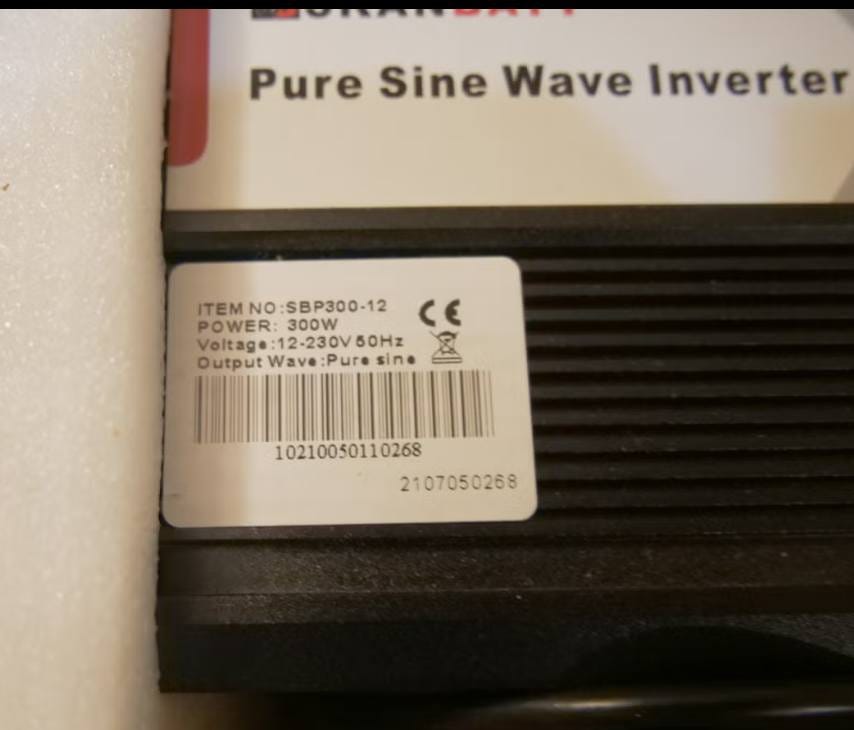 Pure Sine Wave Inverter
ITEM NO:SBP300-12
POWER: 300W
Voltage:12-230V 50Hz
Output Wave:Pure sine
CE
10210050110268
2107050268